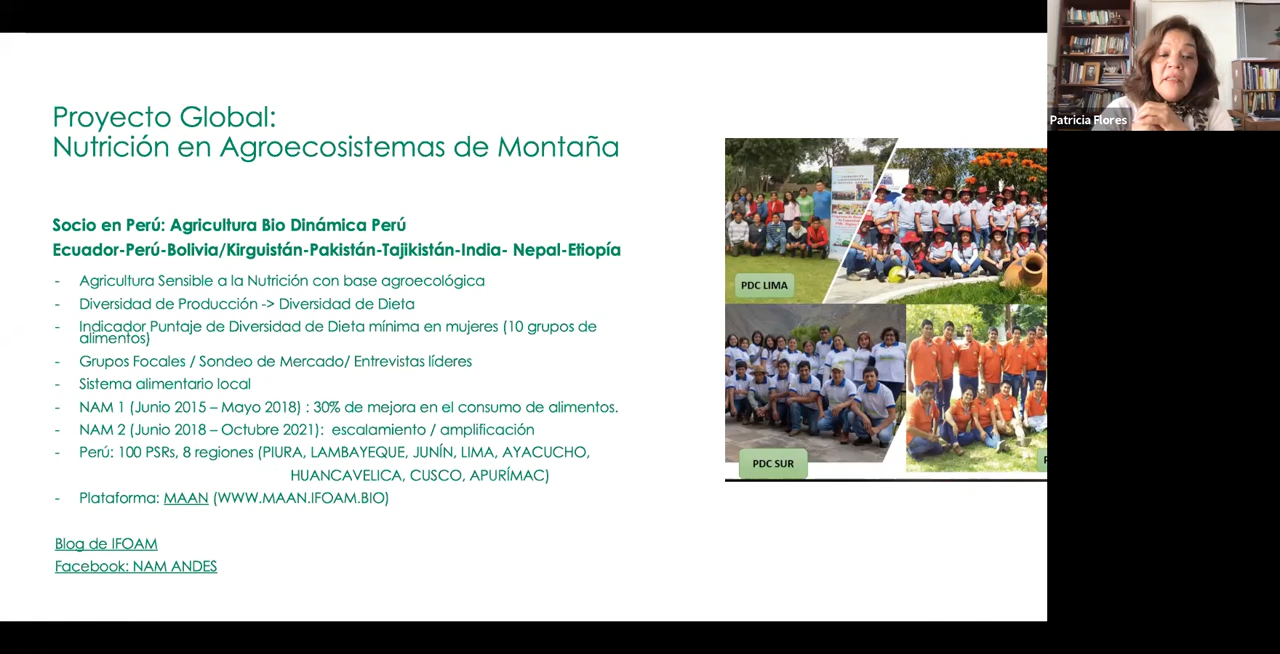 Proyecto Global:
Nutrición en Agroecosistemas de Montaña
Socio en Perú: Agricultura Bio Dinámica Perú
Ecuador-Perú-Bolivia/Kirguistán-Pakistán-Tajikistán-India- Nepal-Etiopía
- Agricultura Sensible a la Nutrición con base agroecológica
- Diversidad de Producción -> Diversidad de Dieta
- Indicador Puntaje de Diversidad de Dieta mínima en mujeres (10 grupos de
alimentos)
- Grupos Focales / Sondeo de Mercado/ Entrevistas líderes
- Sistema alimentario local
- NAM 1 (Junio 2015 – Mayo 2018) : 30% de mejora en el consumo de alimentos.
- NAM 2 (Junio 2018 – Octubre 2021): escalamiento / amplificación
- Perú: 100 PSRs, 8 regiones (PIURA, LAMBAYEQUE, JUNÍN, LIMA, AYACUCHO,
HUANCAVELICA, CUSCO, APURÍMAC)
- Plataforma: MAAN (WWW.MAAN.IFOAM.BIO)
Blog de IFOAM
Facebook: NAM ANDES
PDC LIMA
PDC SUR
Patricia Flores